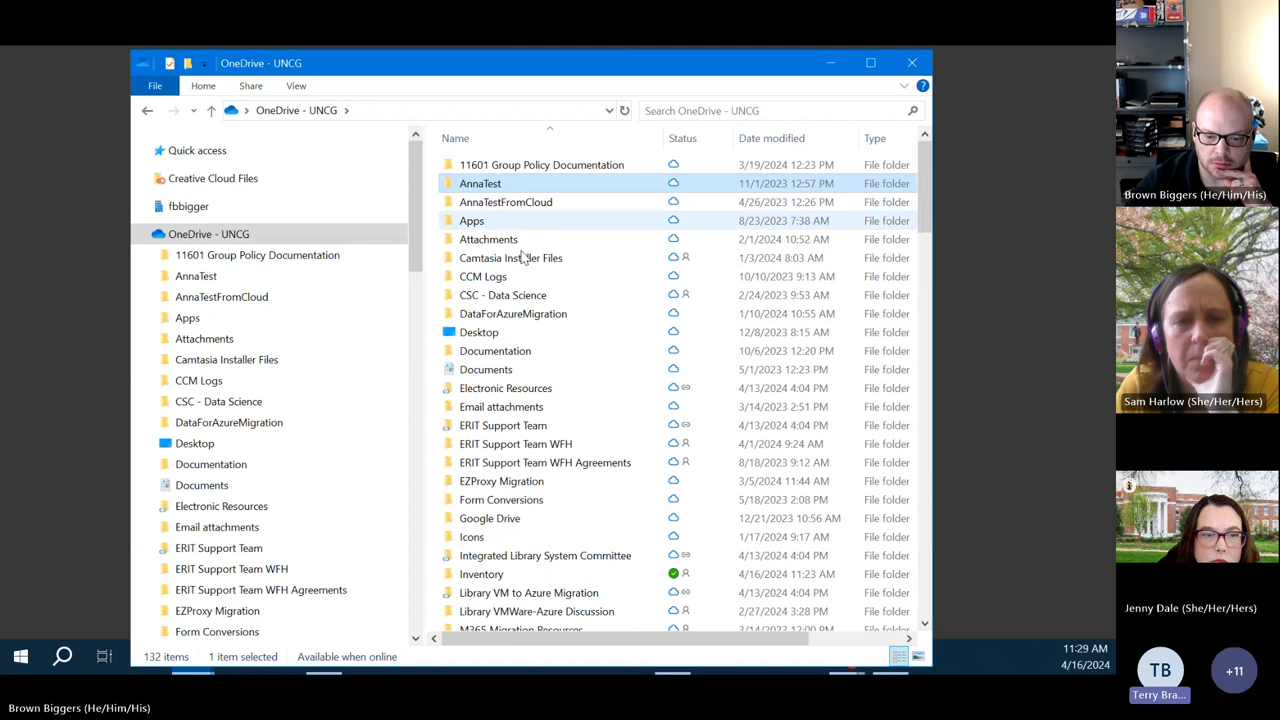 OneDrive - UNCG
File Home Share View
OneDrive - UNCG
Search OneDrive - UNCG
Quick access
Creative Cloud Files
fbbigger
OneDrive - UNCG
11601 Group Policy Documentation
AnnaTest
AnnaTestFromCloud
Apps
Attachments
Camtasia Installer Files
CCM Logs
CSC - Data Science
DataForAzureMigration
Desktop
Documentation
Documents
Electronic Resources
Email attachments
ERIT Support Team
ERIT Support Team WFH
ERIT Support Team WFH Agreements
EZProxy Migration
Form Conversions
Name Status Date modified Type
11601 Group Policy Documentation 3/19/2024 12:23 PM File folder
AnnaTest 11/1/2023 12:57 PM File folder
AnnaTestFromCloud 4/26/2023 12:26 PM File folder
Apps 8/23/2023 7:38 AM File folder
Attachments 2/1/2024 10:52 AM File folder
Camtasia Installer Files 1/3/2024 8:03 AM File folder
CCM Logs 10/10/2023 9:13 AM File folder
CSC - Data Science 2/24/2023 9:53 AM File folder
DataForAzureMigration 1/10/2024 10:55 AM File folder
Desktop 12/8/2023 8:15 AM File folder
Documentation 10/6/2023 12:20 PM File folder
Documents 5/1/2023 12:23 PM File folder
Electronic Resources 4/13/2024 4:04 PM File folder
Email attachments 3/14/2023 2:51 PM File folder
ERIT Support Team 4/13/2024 4:04 PM File folder
ERIT Support Team WFH 4/1/2024 9:24 AM File folder
ERIT Support Team WFH Agreements 8/18/2023 9:12 AM File folder
EZProxy Migration 3/5/2024 11:44 AM File folder
Form Conversions 5/18/2023 2:08 PM File folder
Google Drive 12/21/2023 10:56 AM File folder
Icons 1/17/2024 9:17 AM File folder
Integrated Library System Committee 4/13/2024 4:04 PM File folder
Inventory 4/16/2024 11:23 AM File folder
Library VM to Azure Migration 4/13/2024 4:04 PM File folder
Library VMWare-Azure Discussion 2/27/2024 3:28 PM File folder
M365 Migration Resources 3/14/2023 12:23 PM File folder
132 items 1 item selected Available when online
11:29 AM
4/16/2024
Brown Biggers (He/Him/His)
Brown Biggers (He/Him/His)
Sam Harlow (She/Her/Hers)
Jenny Dale (She/Her/Hers)
TB
Terry Bra...
+11